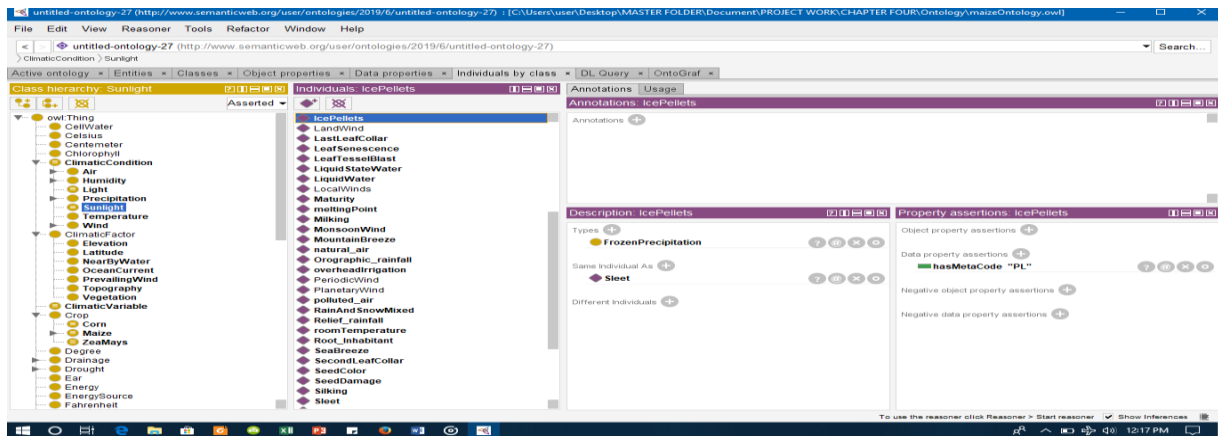 untitled-ontology-27 (http://www.semanticweb.org/user/ontologies/2019/6/untitled-ontology-27) : [C:\Users\user\Desktop\MASTER FOLDER\Document\PROJECT WORK\CHAPTER FOUR\Ontology\maizeOntology.owl]
File Edit View Reasoner Tools Refactor Window Help
untitled-ontology-27 (http://www.semanticweb.org/user/ontologies/2019/6/untitled-ontology-27)
Search...
ClimaticCondition Sunlight
Active ontology Entities Classes Object properties Data properties Individuals by class DL Query OntoGraf
Class hierarchy: Sunlight
Asserted
owl:Thing
CellWater
Celsius
Centemeter
Chlorophyll
ClimaticCondition
Air
Humidity
Light
Precipitation
Sunlight
Temperature
Wind
ClimaticFactor
Elevation
Latitude
NearByWater
OceanCurrent
PrevailingWind
Topography
Vegetation
ClimaticVariable
Crop
Corn
Maize
ZeaMays
Degree
Drainage
Drought
Ear
Energy
EnergySource
Fahrenheit
Individuals: IcePellets
IcePellets
LandWind
LastLeafCollar
LeafSenescence
LeafTesselBlast
LiquidStateWater
LiquidWater
LocalWinds
Maturity
meltingPoint
Milking
MonsoonWind
MountainBreeze
natural_air
Orographic_rainfall
overheadIrrigation
PeriodicWind
PlanetaryWind
polluted_air
RainAndSnowMixed
Relief_rainfall
roomTemperature
Root_Inhabitant
SeaBreeze
SecondLeafCollar
SeedColor
SeedDamage
Silking
Sleet
Annotations Usage
Annotations: IcePellets
Annotations
Description: IcePellets
Types
FrozenPrecipitation
Same Individual As
Sleet
Different Individuals
Property assertions: IcePellets
Object property assertions
Data property assertions
hasMetaCode "PL"
Negative object property assertions
Negative data property assertions
To use the reasoner click Reasoner > Start reasoner Show Inferences
12:17 PM